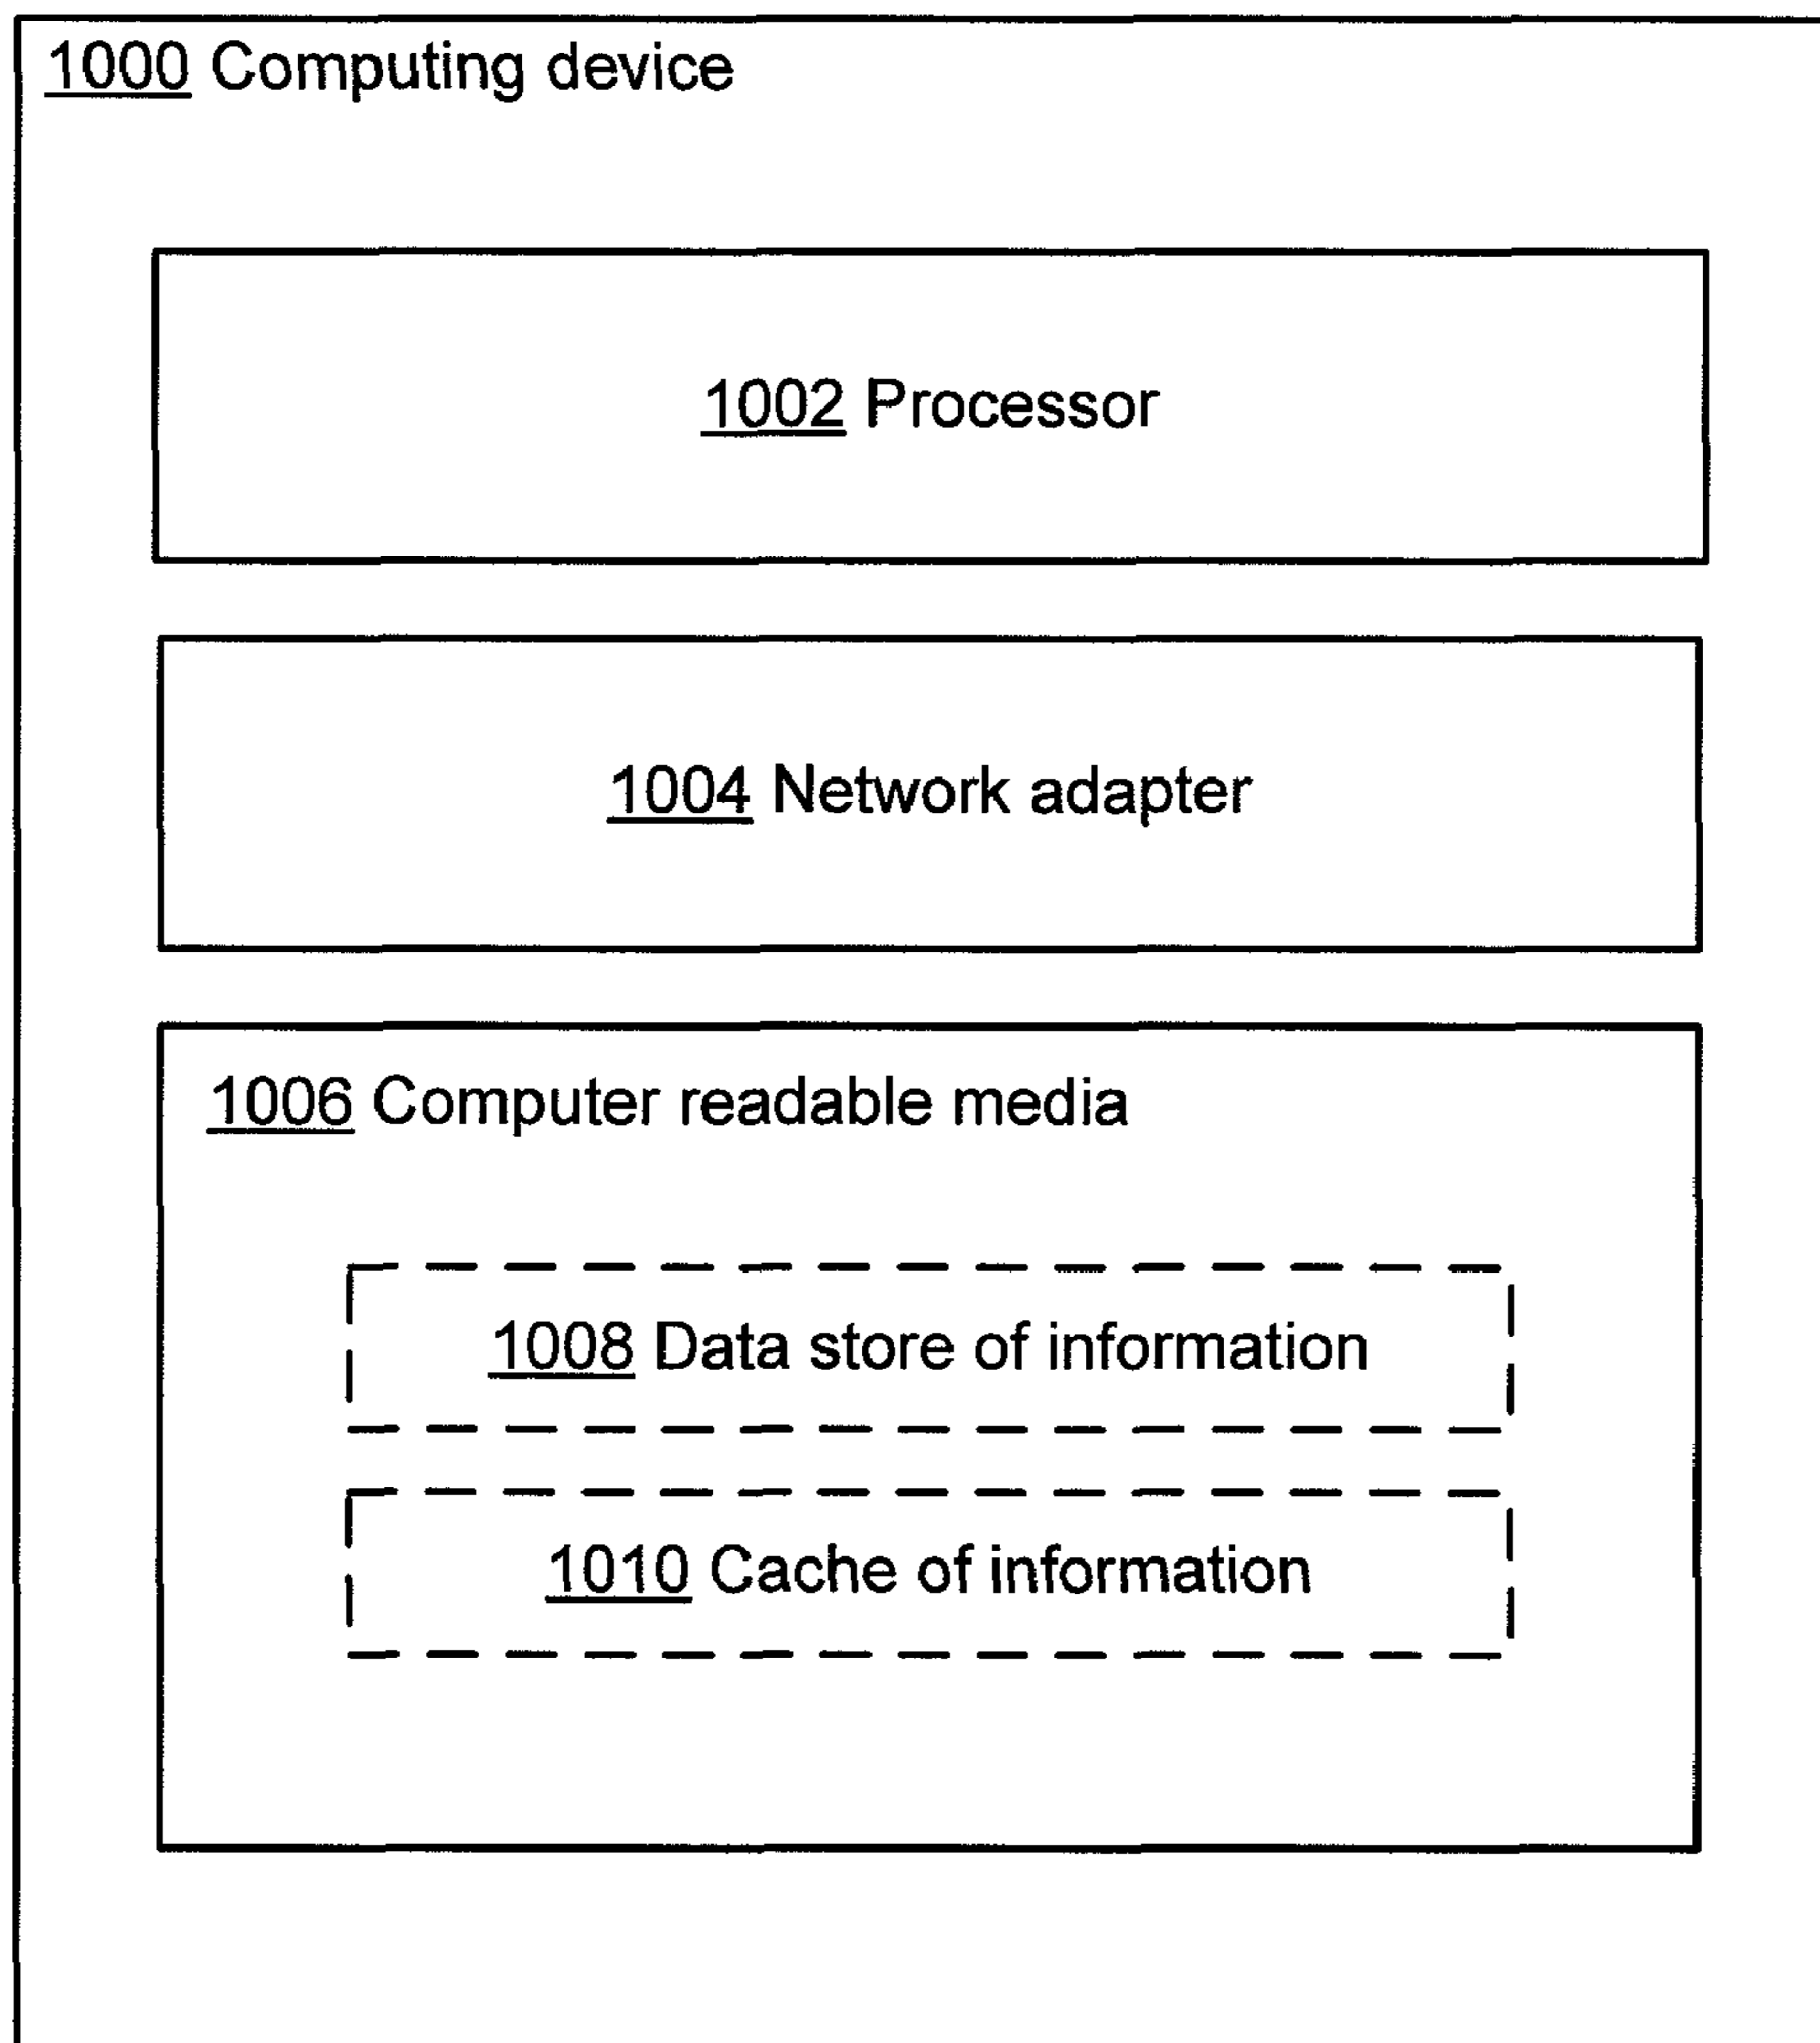 1000 Computing device
1002 Processor
1004 Network adapter
1006 Computer readable media
1008 Data store of information
1010 Cache of information